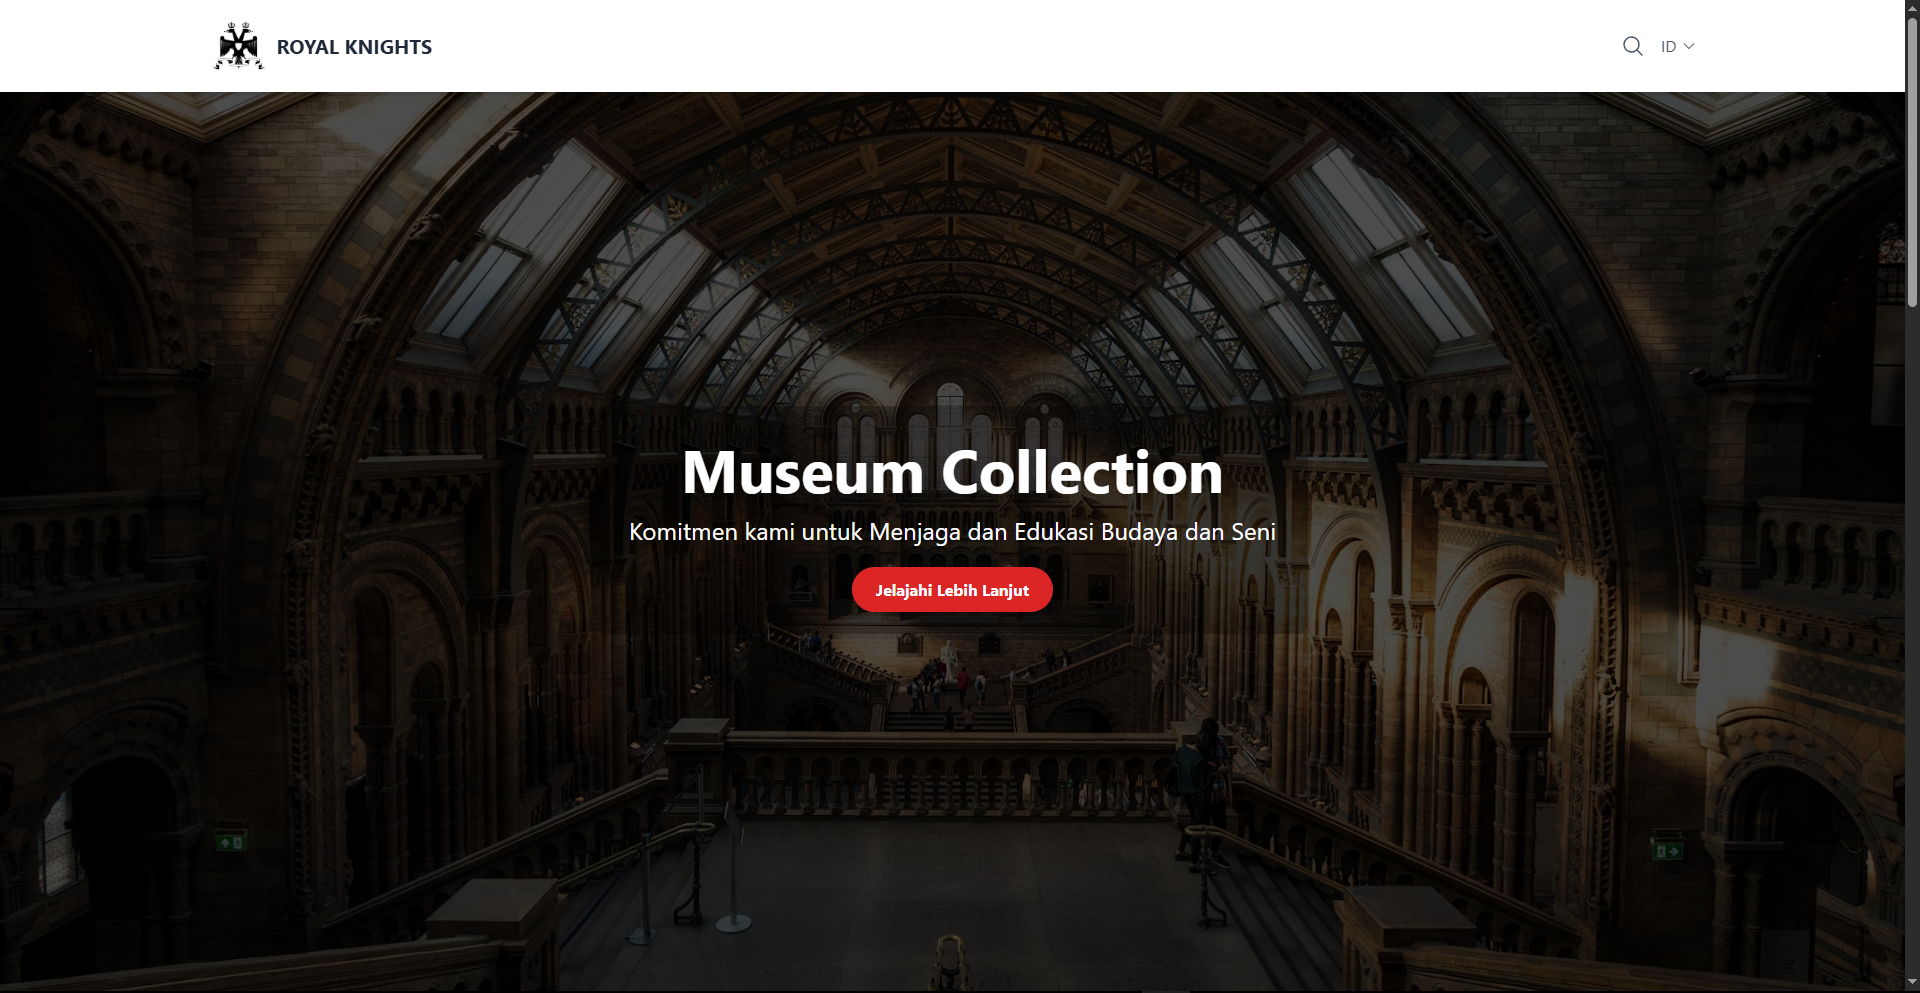 ROYAL KNIGHTS
ID
Museum Collection
Komitmen kami untuk Menjaga dan Edukasi Budaya dan Seni
Jelajahi Lebih Lanjut